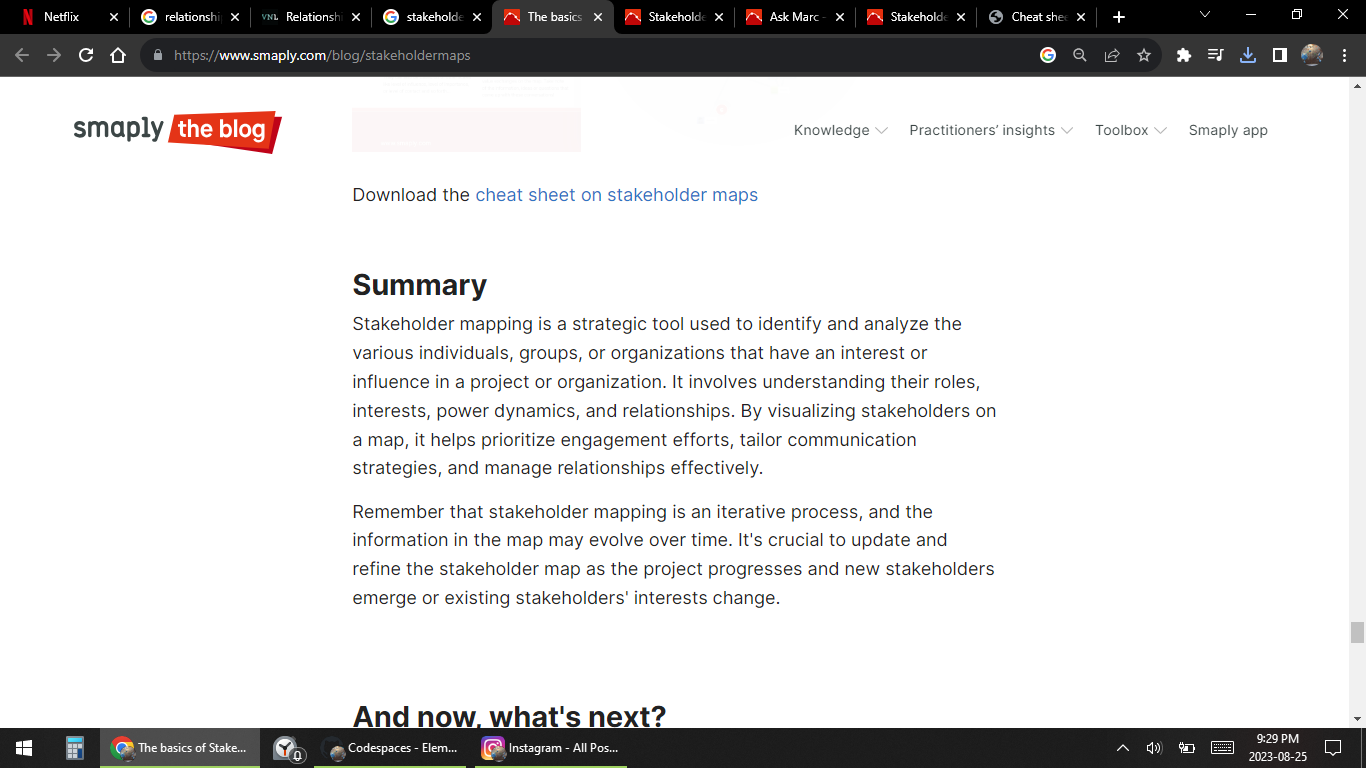 Netflix
relationshi
VNL Relationshi
stakeholde
The basics
Stakeholde
Ask Marc -
Stakeholde
Cheat shee
https://www.smaply.com/blog/stakeholdermaps
smaply the blog
Knowledge
Practitioners’ insights
Toolbox
Smaply app
Download the cheat sheet on stakeholder maps
Summary
Stakeholder mapping is a strategic tool used to identify and analyze the
various individuals, groups, or organizations that have an interest or
influence in a project or organization. It involves understanding their roles,
interests, power dynamics, and relationships. By visualizing stakeholders on
a map, it helps prioritize engagement efforts, tailor communication
strategies, and manage relationships effectively.
Remember that stakeholder mapping is an iterative process, and the
information in the map may evolve over time. It's crucial to update and
refine the stakeholder map as the project progresses and new stakeholders
emerge or existing stakeholders' interests change.
And now, what's next?
The basics of Stake...
0
Codespaces - Elem...
Instagram - All Pos...
9:29 PM
2023-08-25